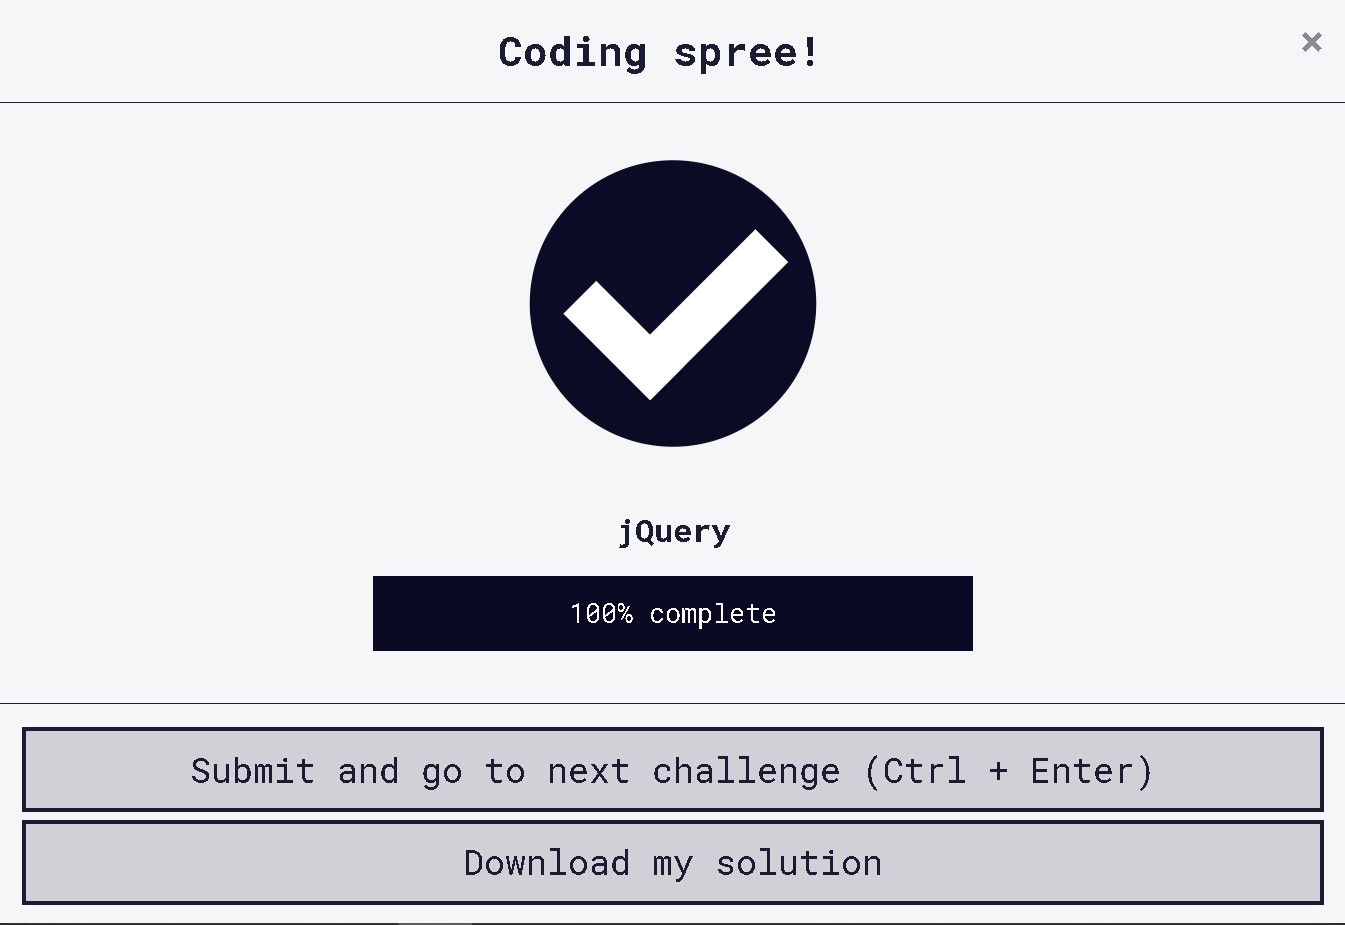 Coding spree!
×
jQuery
100% complete
Submit and go to next challenge (Ctrl + Enter)
Download my solution